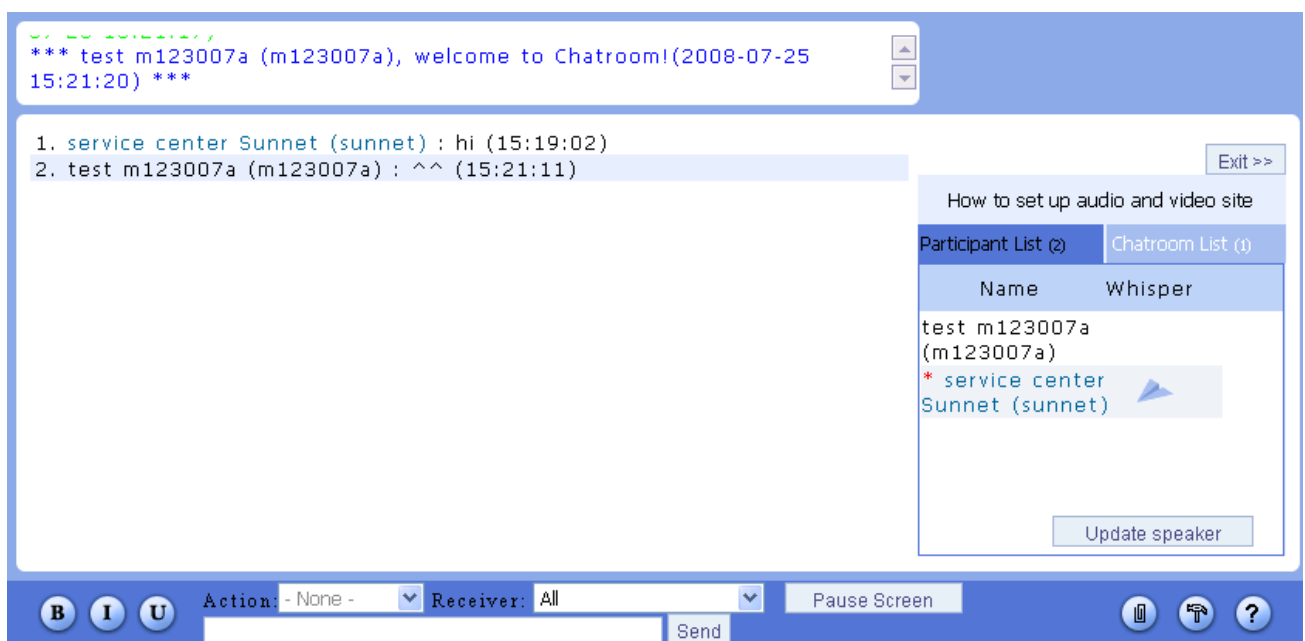 *** test m123007a (m123007a), welcome to Chatroom!(2008-07-25
15:21:20) ***
1. service center Sunnet (sunnet) : hi (15:19:02)
2. test m123007a (m123007a) : ^^ (15:21:11)
Exit >>
How to set up audio and video site
Participant List (2) Chatroom List (1)
Name Whisper
test m123007a
(m123007a)
* service center
Sunnet (sunnet)
Update speaker
B I U Action: - None - Receiver: All Pause Screen ?
Send